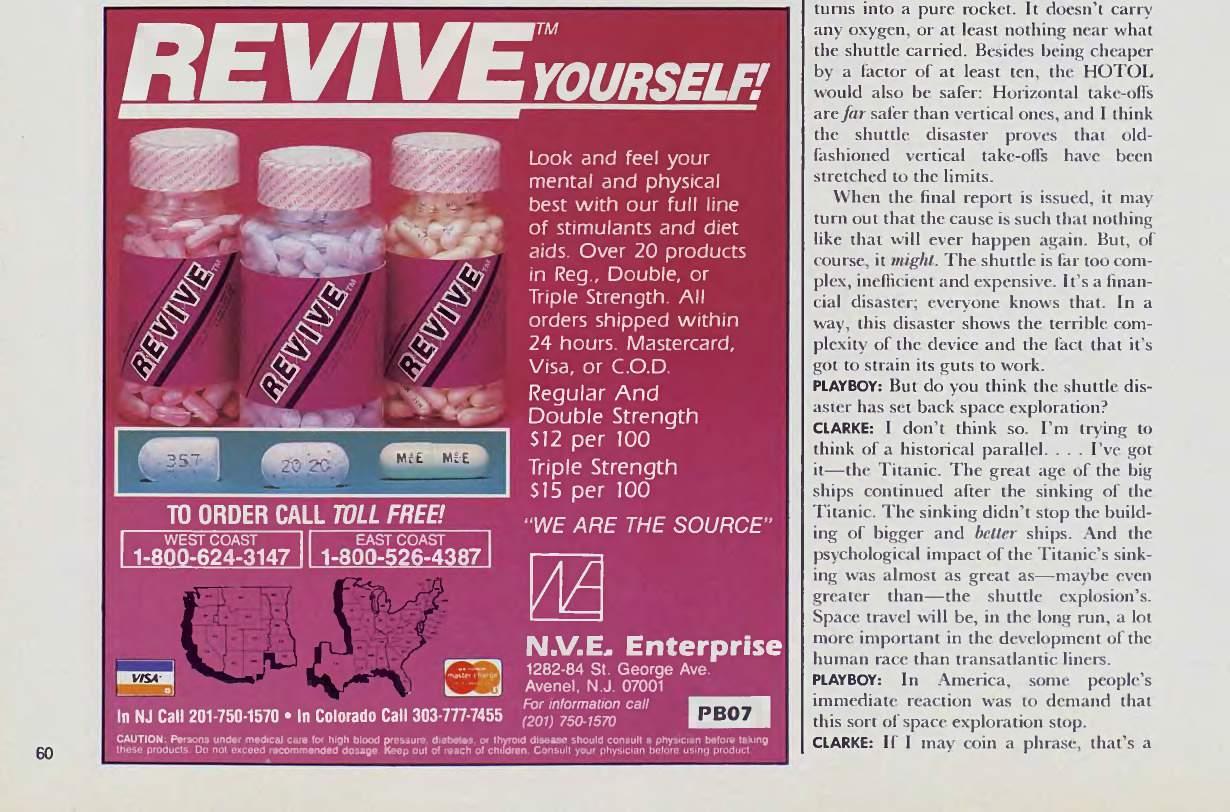 REVIVE™
YOURSELF!
Look and feel your
mental and physical
best with our full line
of stimulants and diet
aids. Over 20 products
in Reg., Double, or
Triple Strength. All
orders shipped within
24 hours. Mastercard,
Visa, or C.O.D.
Regular And
Double Strength
$12 per 100
Triple Strength
$15 per 100
"WE ARE THE SOURCE"
REVIVE™
REVIVE™
REVIVE™
357
20 20
M&E M&E
TO ORDER CALL TOLL FREE!
WEST COAST
1-800-624-3147
EAST COAST
1-800-526-4387
VISA
master charge
In NJ Call 201-750-1570 • In Colorado Call 303-777-7455
NE
N.V.E. Enterprise
1282-84 St. George Ave.
Avenel, N.J. 07001
For information call
(201) 750-1570
PB07
CAUTION: Persons under medical care for high blood pressure, diabetes, or thyroid disease should consult a physician before taking
these products. Do not exceed recommended dosage. Keep out of reach of children. Consult your physician before using product.
60
turns into a pure rocket. It doesn't carry
any oxygen, or at least nothing near what
the shuttle carried. Besides being cheaper
by a factor of at least ten, the HOTOL
would also be safer: Horizontal take-offs
are far safer than vertical ones, and I think
the shuttle disaster proves that old-
fashioned vertical take-offs have been
stretched to the limits.
When the final report is issued, it may
turn out that the cause is such that nothing
like that will ever happen again. But, of
course, it might. The shuttle is far too com-
plex, inefficient and expensive. It's a finan-
cial disaster; everyone knows that. In a
way, this disaster shows the terrible com-
plexity of the device and the fact that it's
got to strain its guts to work.
PLAYBOY: But do you think the shuttle dis-
aster has set back space exploration?
CLARKE: I don't think so. I'm trying to
think of a historical parallel. . . . I've got
it—the Titanic. The great age of the big
ships continued after the sinking of the
Titanic. The sinking didn't stop the build-
ing of bigger and better ships. And the
psychological impact of the Titanic's sink-
ing was almost as great as—maybe even
greater than—the shuttle explosion's.
Space travel will be, in the long run, a lot
more important in the development of the
human race than transatlantic liners.
PLAYBOY: In America, some people's
immediate reaction was to demand that
this sort of space exploration stop.
CLARKE: If I may coin a phrase, that's a